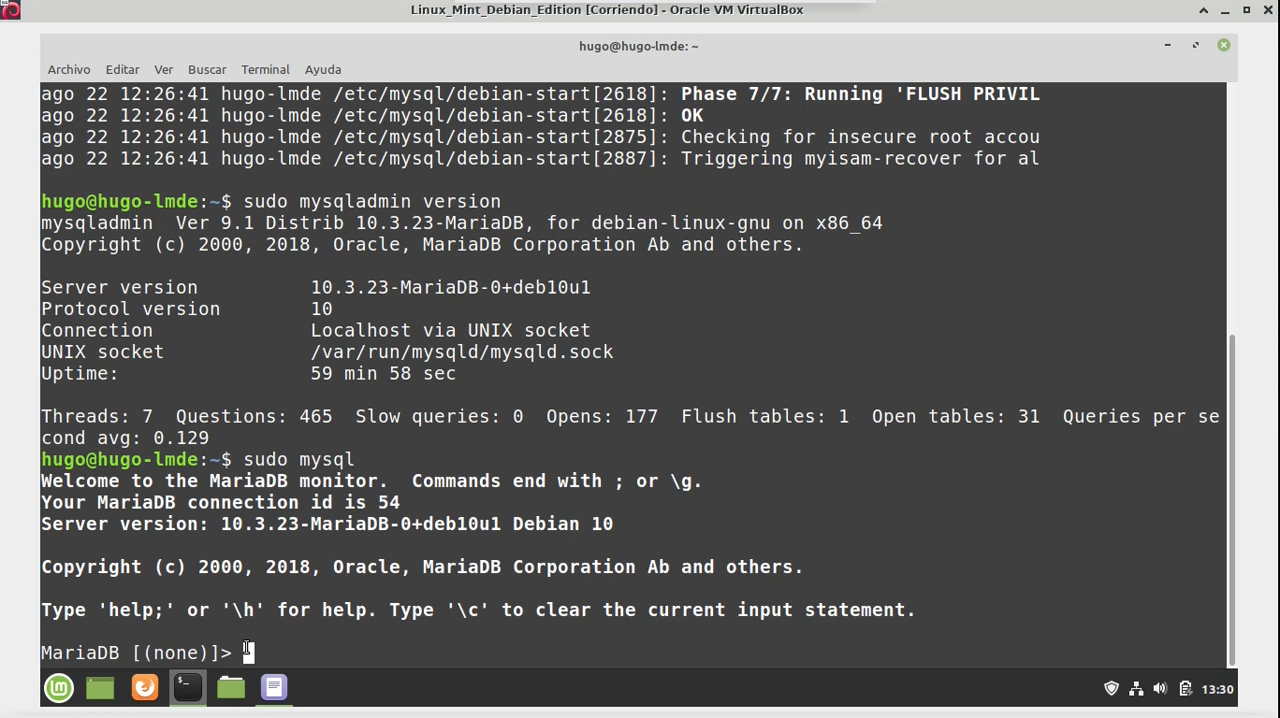 Linux_Mint_Debian_Edition [Corriendo] - Oracle VM VirtualBox
hugo@hugo-lmde: ~
Archivo Editar Ver Buscar Terminal Ayuda
ago 22 12:26:41 hugo-lmde /etc/mysql/debian-start[2618]: Phase 7/7: Running 'FLUSH PRIVIL
ago 22 12:26:41 hugo-lmde /etc/mysql/debian-start[2618]: OK
ago 22 12:26:41 hugo-lmde /etc/mysql/debian-start[2875]: Checking for insecure root accou
ago 22 12:26:41 hugo-lmde /etc/mysql/debian-start[2887]: Triggering myisam-recover for al
hugo@hugo-lmde:~$ sudo mysqladmin version
mysqladmin  Ver 9.1 Distrib 10.3.23-MariaDB, for debian-linux-gnu on x86_64
Copyright (c) 2000, 2018, Oracle, MariaDB Corporation Ab and others.
Server version          10.3.23-MariaDB-0+deb10u1
Protocol version        10
Connection              Localhost via UNIX socket
UNIX socket             /var/run/mysqld/mysqld.sock
Uptime:                 59 min 58 sec
Threads: 7  Questions: 465  Slow queries: 0  Opens: 177  Flush tables: 1  Open tables: 31  Queries per se
cond avg: 0.129
hugo@hugo-lmde:~$ sudo mysql
Welcome to the MariaDB monitor.  Commands end with ; or \g.
Your MariaDB connection id is 54
Server version: 10.3.23-MariaDB-0+deb10u1 Debian 10
Copyright (c) 2000, 2018, Oracle, MariaDB Corporation Ab and others.
Type 'help;' or '\h' for help. Type '\c' to clear the current input statement.
MariaDB [(none)]>
13:30